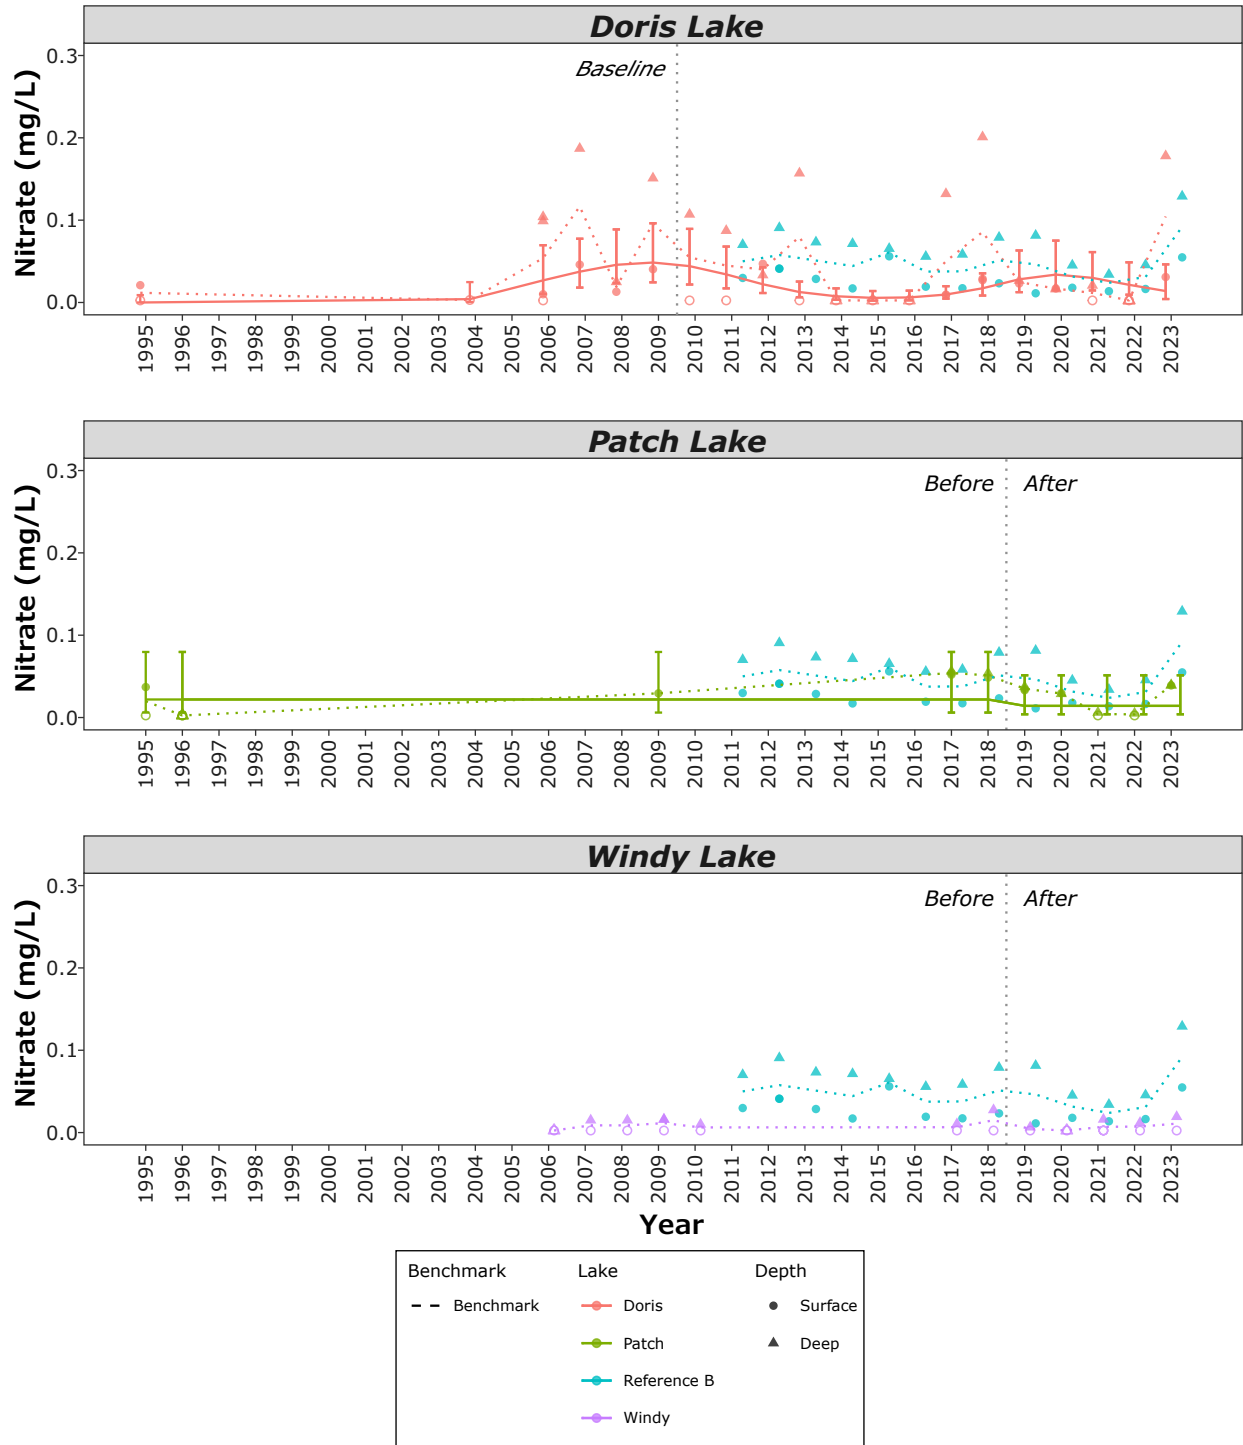 Doris Lake
Nitrate (mg/L)
0.3
0.2
0.1
0.0
Baseline
1995 1996 1997 1998 1999 2000 2001 2002 2003 2004 2005 2006 2007 2008 2009 2010 2011 2012 2013 2014 2015 2016 2017 2018 2019 2020 2021 2022 2023
Patch Lake
Nitrate (mg/L)
0.3
0.2
0.1
0.0
Before After
1995 1996 1997 1998 1999 2000 2001 2002 2003 2004 2005 2006 2007 2008 2009 2010 2011 2012 2013 2014 2015 2016 2017 2018 2019 2020 2021 2022 2023
Windy Lake
Nitrate (mg/L)
0.3
0.2
0.1
0.0
Before After
1995 1996 1997 1998 1999 2000 2001 2002 2003 2004 2005 2006 2007 2008 2009 2010 2011 2012 2013 2014 2015 2016 2017 2018 2019 2020 2021 2022 2023
Year
Benchmark Lake Depth
Benchmark Doris Surface
Patch Deep
Reference B
Windy